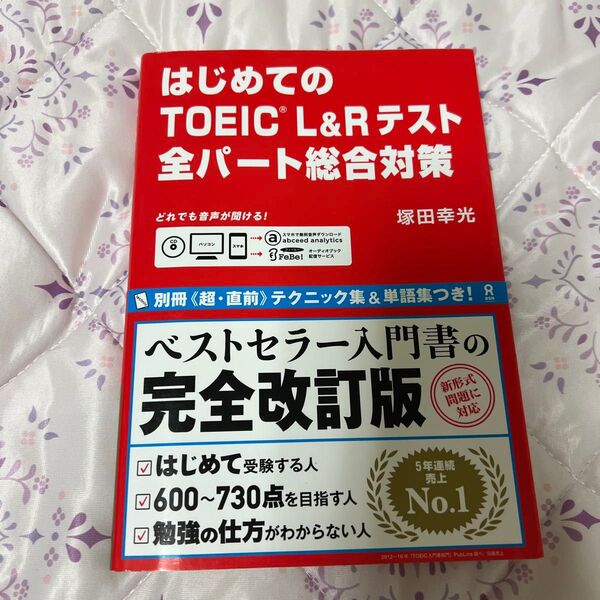 はじめての
TOEIC® L&Rテスト
全パート総合対策
塚田幸光
どれでも音声が聞ける!
CD
パソコン
スマホ
スマホで無料音声ダウンロード
abceed analytics
FeBe!
オーディオブック
配信サービス
別冊《超・直前》テクニック集&単語集つき!
ask
ベストセラー入門書の
完全改訂版
新形式
問題に
対応
はじめて受験する人
600〜730点を目指す人
勉強の仕方がわからない人
5年連続
売上
No.1